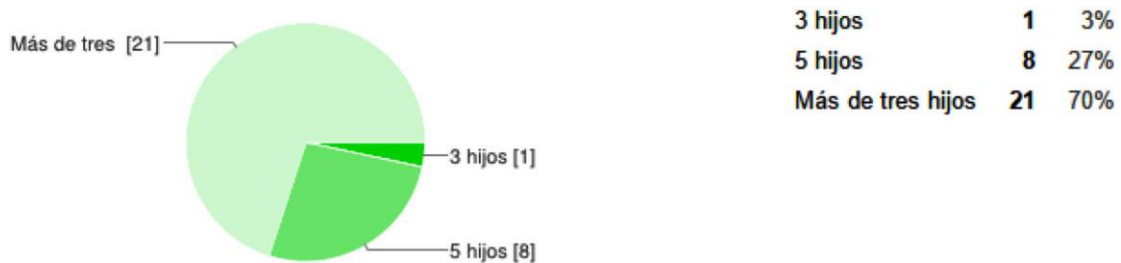 Más de tres [21]
3 hijos [1]
5 hijos [8]
3 hijos 1 3%
5 hijos 8 27%
Más de tres hijos 21 70%